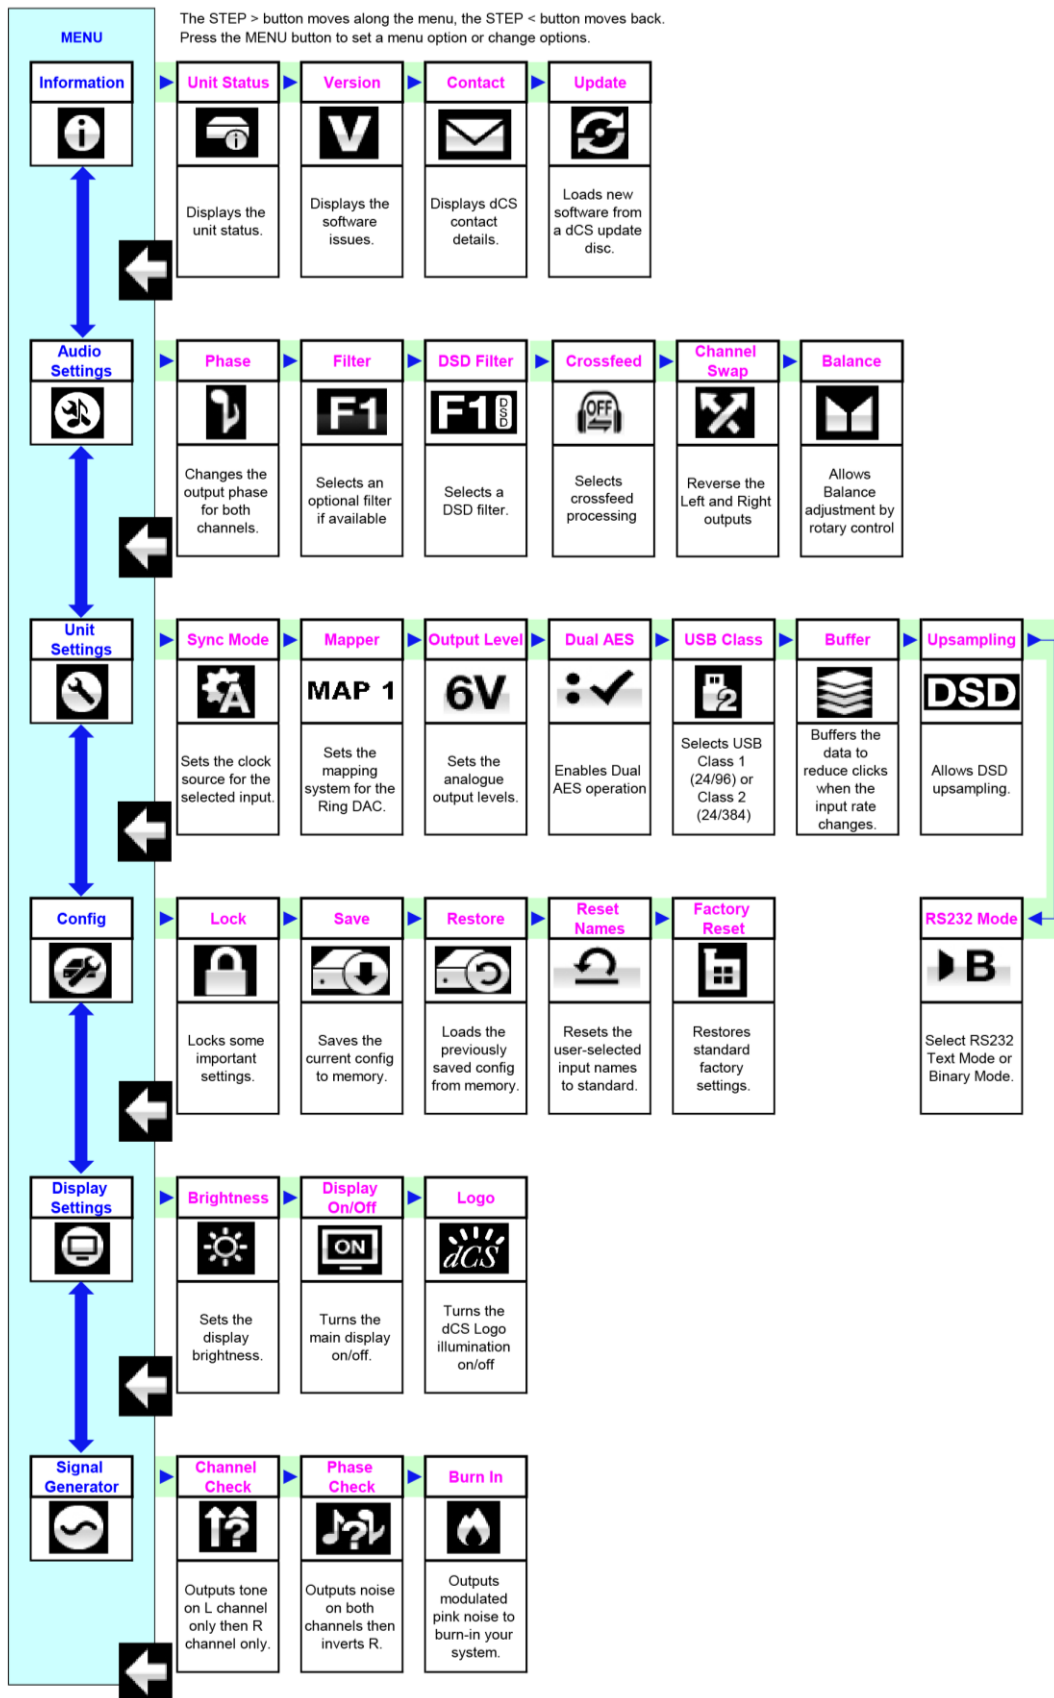 The STEP > button moves along the menu, the STEP < button moves back.
Press the MENU button to set a menu option or change options.
MENU
Information
Unit Status
Version
Contact
Update
V
Displays the
unit status.
Displays the
software
issues.
Displays dCS
contact
details.
Loads new
software from
a dCS update
disc.
Audio
Settings
Phase
Filter
DSD Filter
Crossfeed
Channel
Swap
Balance
F1
F1 DSD
OFF
Changes the
output phase
for both
channels.
Selects an
optional filter
if available
Selects a
DSD filter.
Selects
crossfeed
processing
Reverse the
Left and Right
outputs
Allows
Balance
adjustment by
rotary control
Unit
Settings
Sync Mode
Mapper
Output Level
Dual AES
USB Class
Buffer
Upsampling
A
MAP 1
6V
2
DSD
Sets the clock
source for the
selected input.
Sets the
mapping
system for the
Ring DAC.
Sets the
analogue
output levels.
Enables Dual
AES operation
Selects USB
Class 1
(24/96) or
Class 2
(24/384)
Buffers the
data to
reduce clicks
when the
input rate
changes.
Allows DSD
upsampling.
Config
Lock
Save
Restore
Reset
Names
Factory
Reset
RS232 Mode
B
Locks some
important
settings.
Saves the
current config
to memory.
Loads the
previously
saved config
from memory.
Resets the
user-selected
input names
to standard.
Restores
standard
factory
settings.
Select RS232
Text Mode or
Binary Mode.
Display
Settings
Brightness
Display
On/Off
Logo
ON
dCS
Sets the
display
brightness.
Turns the
main display
on/off.
Turns the
dCS Logo
illumination
on/off
Signal
Generator
Channel
Check
Phase
Check
Burn In
?
?
Outputs tone
on L channel
only then R
channel only.
Outputs noise
on both
channels then
inverts R.
Outputs
modulated
pink noise to
burn-in your
system.